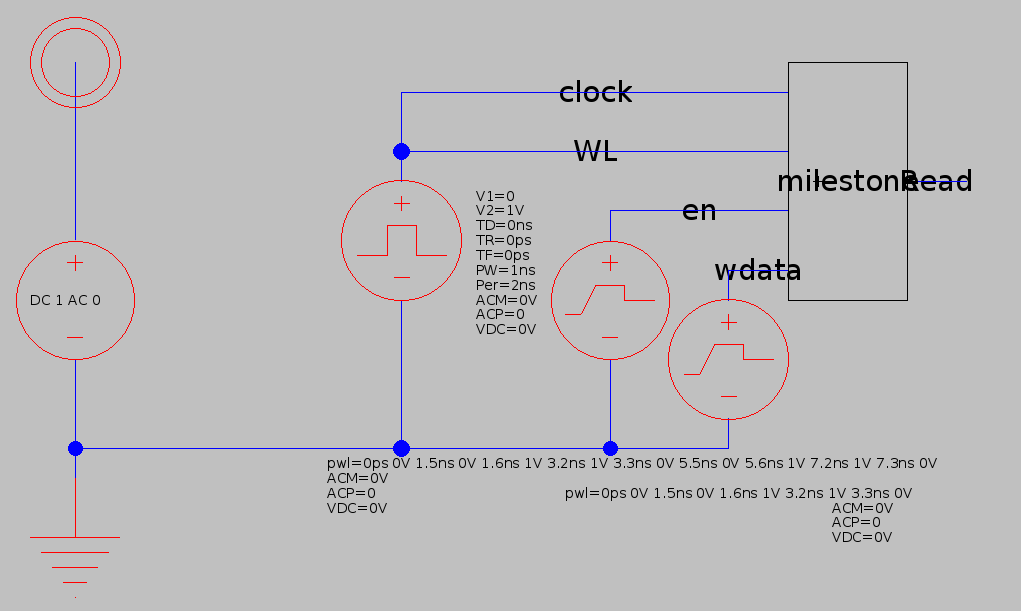 clock
WL
milestone
Read
en
wdata
V1=0
V2=1V
TD=0ns
TR=0ps
TF=0ps
PW=1ns
Per=2ns
ACM=0V
ACP=0
VDC=0V
DC 1 AC 0
pwl=0ps 0V 1.5ns 0V 1.6ns 1V 3.2ns 1V 3.3ns 0V 5.5ns 0V 5.6ns 1V 7.2ns 1V 7.3ns 0V
ACM=0V
ACP=0
VDC=0V
pwl=0ps 0V 1.5ns 0V 1.6ns 1V 3.2ns 1V 3.3ns 0V
ACM=0V
ACP=0
VDC=0V